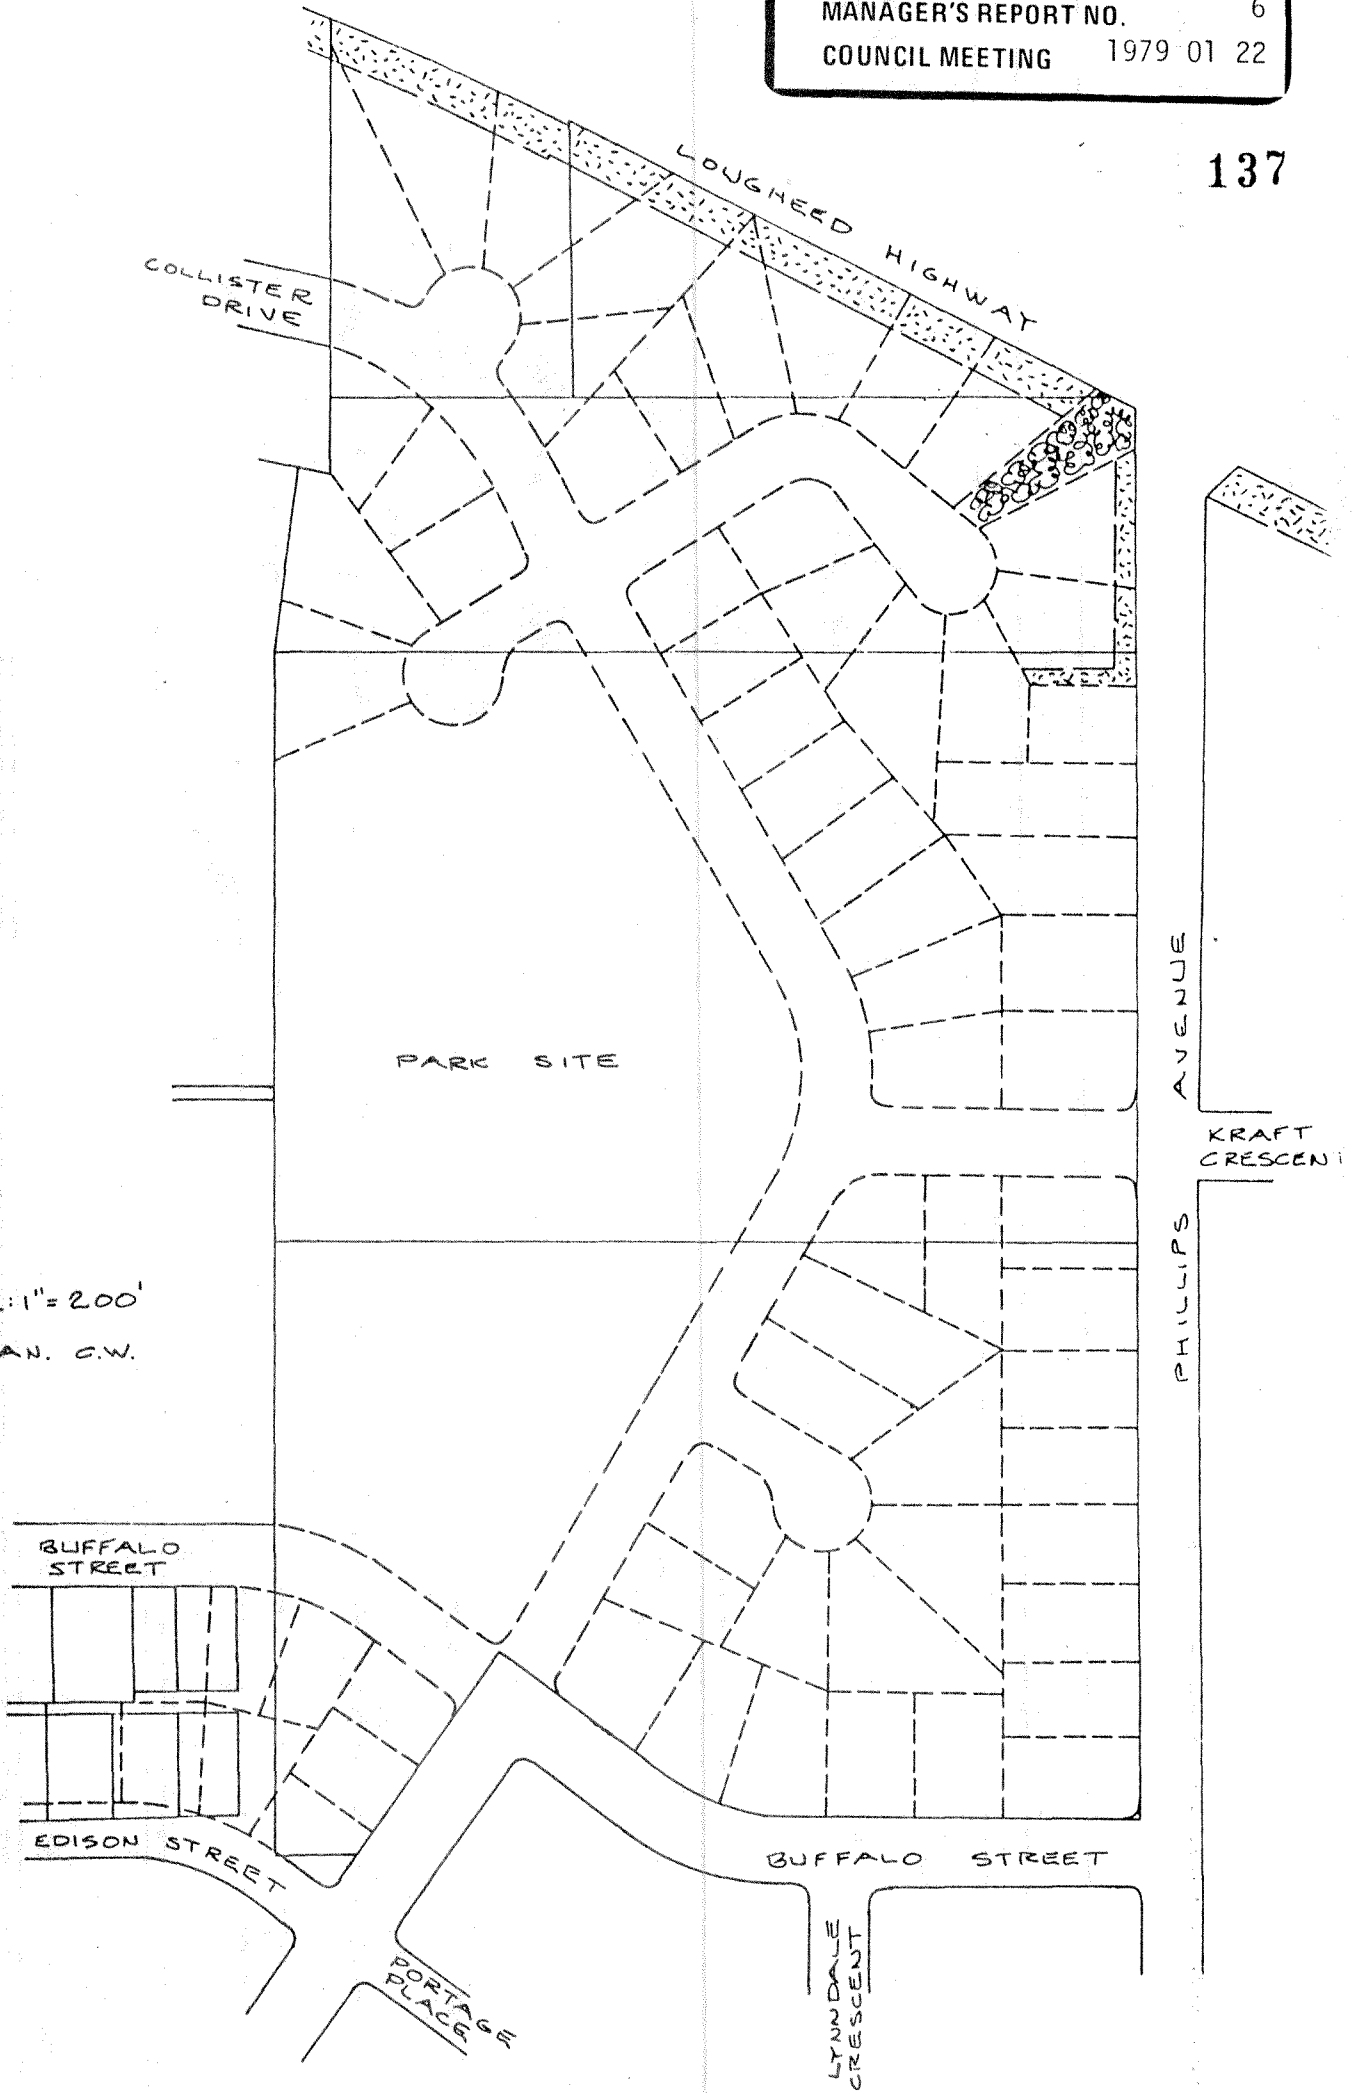 MANAGER'S REPORT NO. 6
COUNCIL MEETING 1979 01 22
137
LOUGHEED HIGHWAY
COLLISTER
DRIVE
PARK SITE
PHILLIPS AVENUE
KRAFT
CRESCENT
:1"=200'
AN. C.W.
BUFFALO
STREET
EDISON STREET
BUFFALO STREET
PORTAGE
PLACE
LYNNDALE
CRESCENT